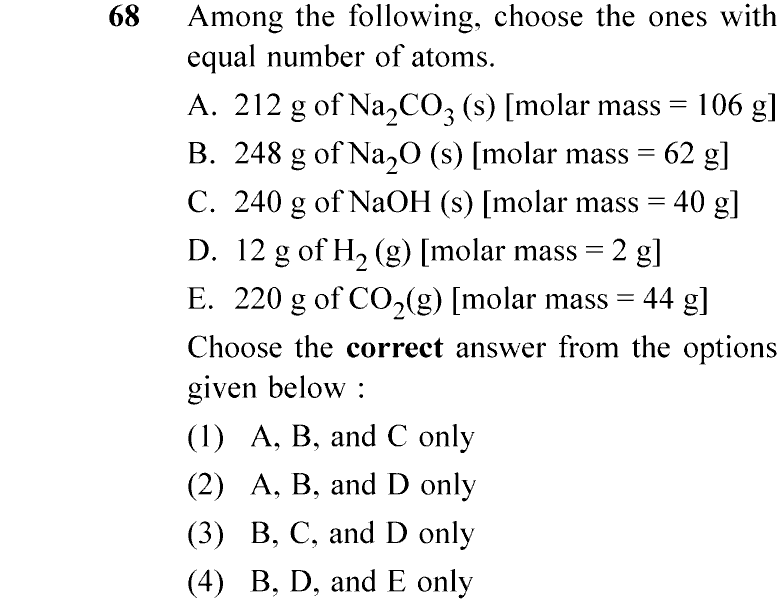 68 Among the following, choose the ones with
equal number of atoms.
A. 212 g of Na₂CO₃ (s) [molar mass = 106 g]
B. 248 g of Na₂O (s) [molar mass = 62 g]
C. 240 g of NaOH (s) [molar mass = 40 g]
D. 12 g of H₂ (g) [molar mass = 2 g]
E. 220 g of CO₂(g) [molar mass = 44 g]
Choose the correct answer from the options
given below :
(1) A, B, and C only
(2) A, B, and D only
(3) B, C, and D only
(4) B, D, and E only